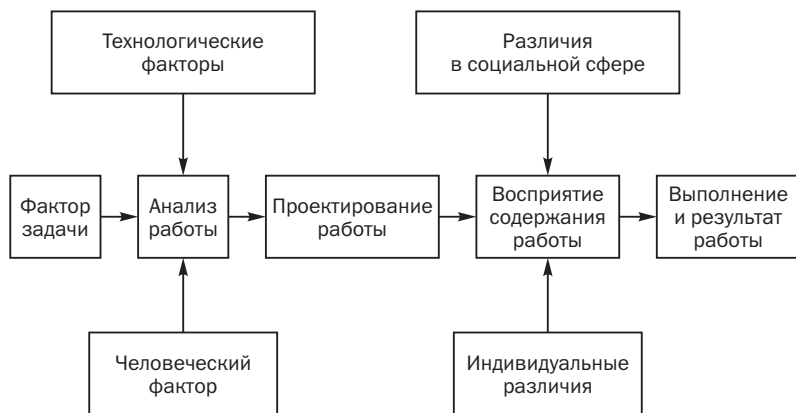 Технологические
факторы
Различия
в социальной сфере
Фактор
задачи
Анализ
работы
Проектирование
работы
Восприятие
содержания
работы
Выполнение
и результат
работы
Человеческий
фактор
Индивидуальные
различия